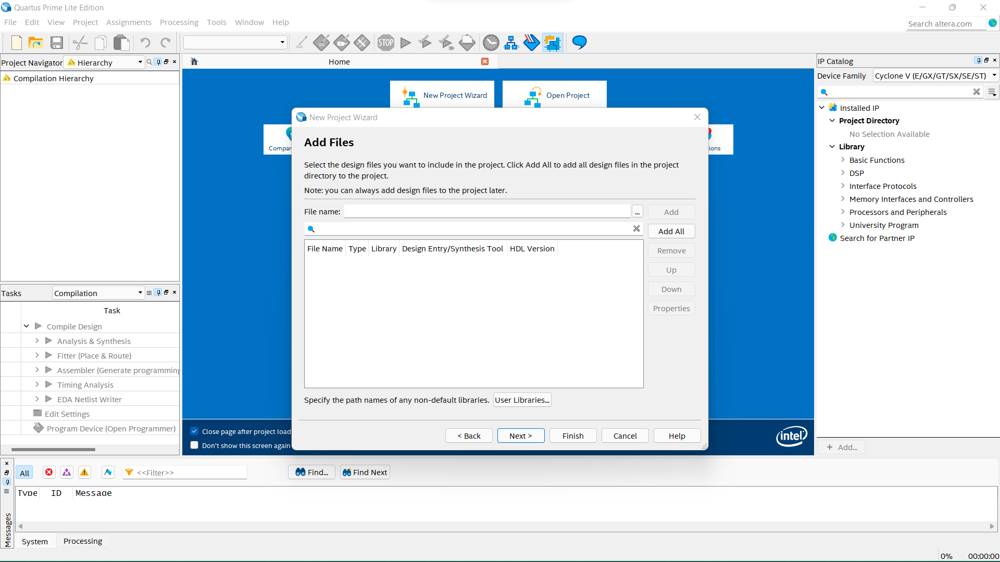 Quartus Prime Lite Edition
File Edit View Project Assignments Processing Tools Window Help
Search altera.com
STOP
Project Navigator Hierarchy
Compilation Hierarchy
Home
New Project Wizard
Open Project
Compar
ions
IP Catalog
Device Family Cyclone V (E/GX/GT/SX/SE/ST)
Installed IP
Project Directory
No Selection Available
Library
Basic Functions
DSP
Interface Protocols
Memory Interfaces and Controllers
Processors and Peripherals
University Program
Search for Partner IP
+ Add...
New Project Wizard
Add Files
Select the design files you want to include in the project. Click Add All to add all design files in the project
directory to the project.
Note: you can always add design files to the project later.
File name: ... Add
Add All
Remove
Up
Down
Properties
File Name Type Library Design Entry/Synthesis Tool HDL Version
Specify the path names of any non-default libraries. User Libraries...
< Back Next > Finish Cancel Help
Tasks Compilation
Task
Compile Design
Analysis & Synthesis
Fitter (Place & Route)
Assembler (Generate programming
Timing Analysis
EDA Netlist Writer
Edit Settings
Program Device (Open Programmer)
Close page after project load
Don't show this screen again
intel
All <<Filter>> Find... Find Next
Type ID Message
Messages
System Processing
0% 00:00:00